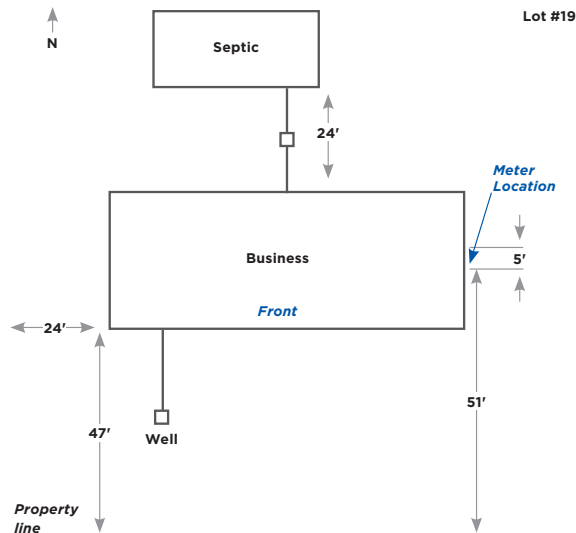 Lot #19
N
Septic
24'
Meter
Location
Business
5'
Front
24'
51'
47'
Well
Property
line